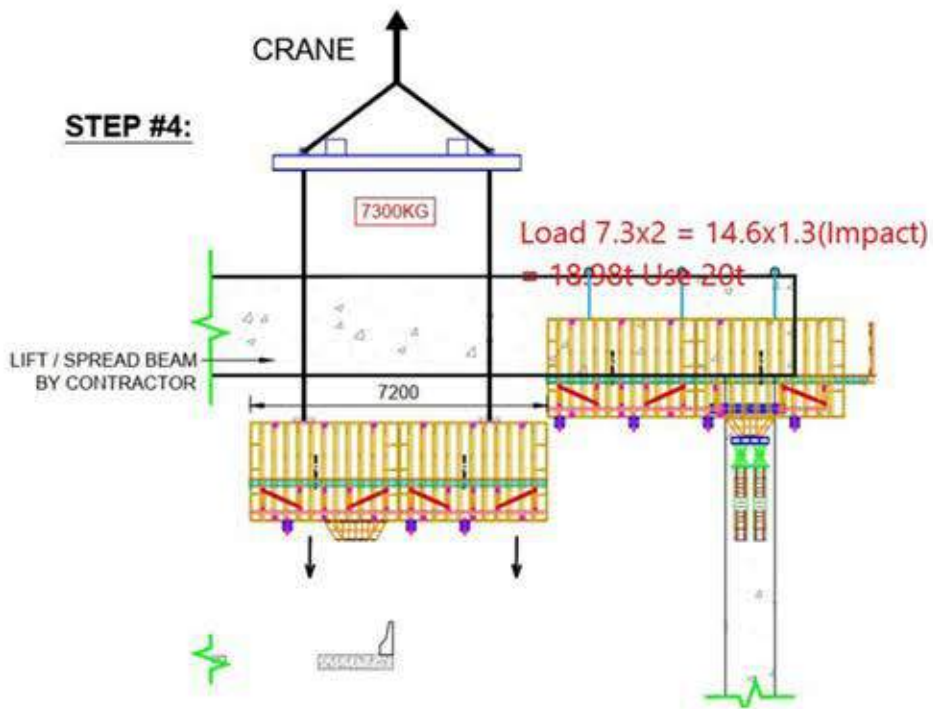 CRANE
STEP #4:
7300KG
Load 7.3x2 = 14.6x1.3(Impact)
= 18.98t Use 20t
LIFT / SPREAD BEAM
BY CONTRACTOR
7200